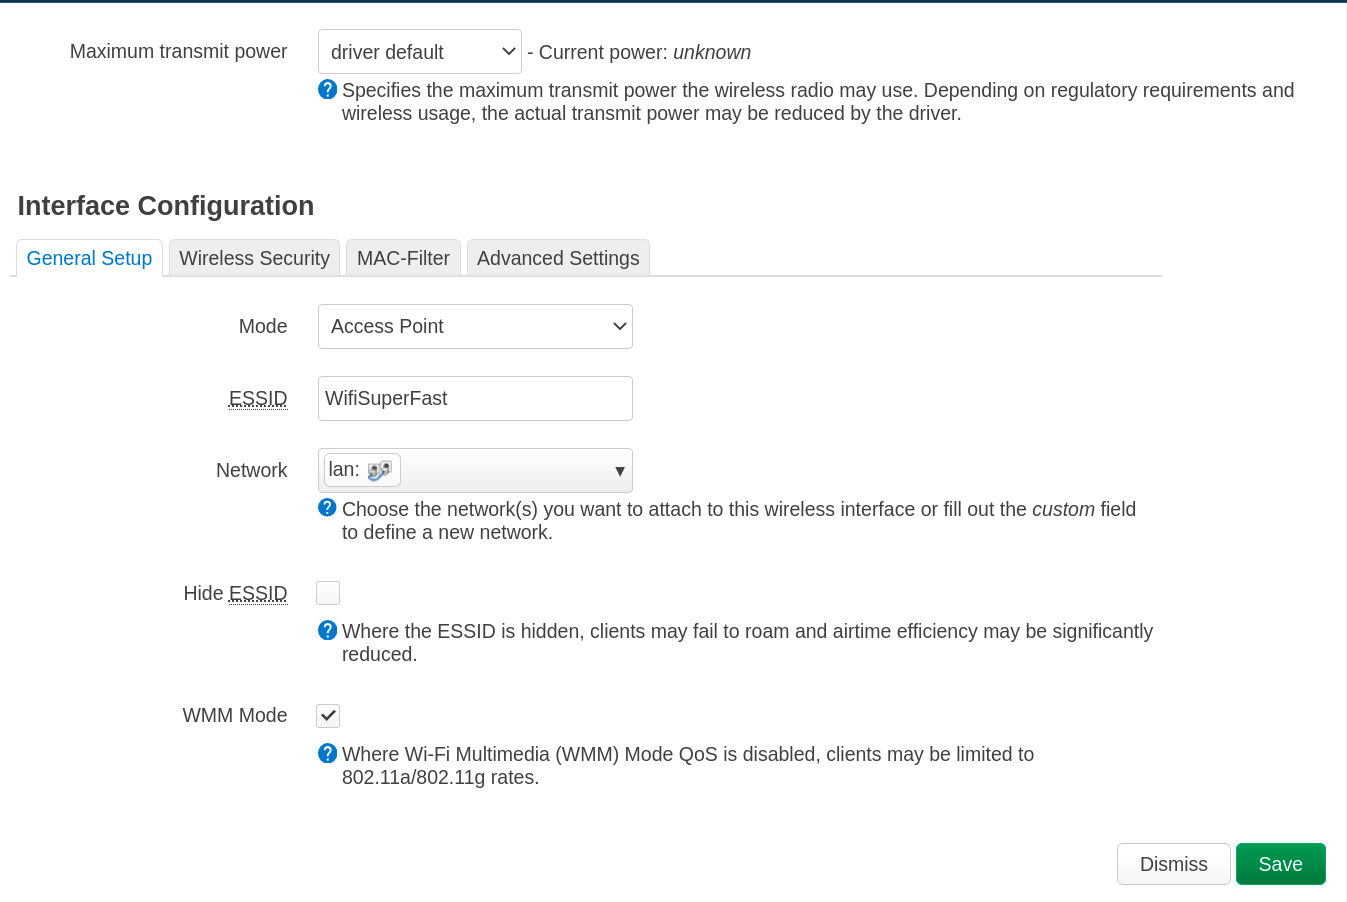 Maximum transmit power driver default - Current power: unknown
Specifies the maximum transmit power the wireless radio may use. Depending on regulatory requirements and
wireless usage, the actual transmit power may be reduced by the driver.
Interface Configuration
General Setup Wireless Security MAC-Filter Advanced Settings
Mode Access Point
ESSID WifiSuperFast
Network lan:
Choose the network(s) you want to attach to this wireless interface or fill out the custom field
to define a new network.
Hide ESSID
Where the ESSID is hidden, clients may fail to roam and airtime efficiency may be significantly
reduced.
WMM Mode
Where Wi-Fi Multimedia (WMM) Mode QoS is disabled, clients may be limited to
802.11a/802.11g rates.
Dismiss Save